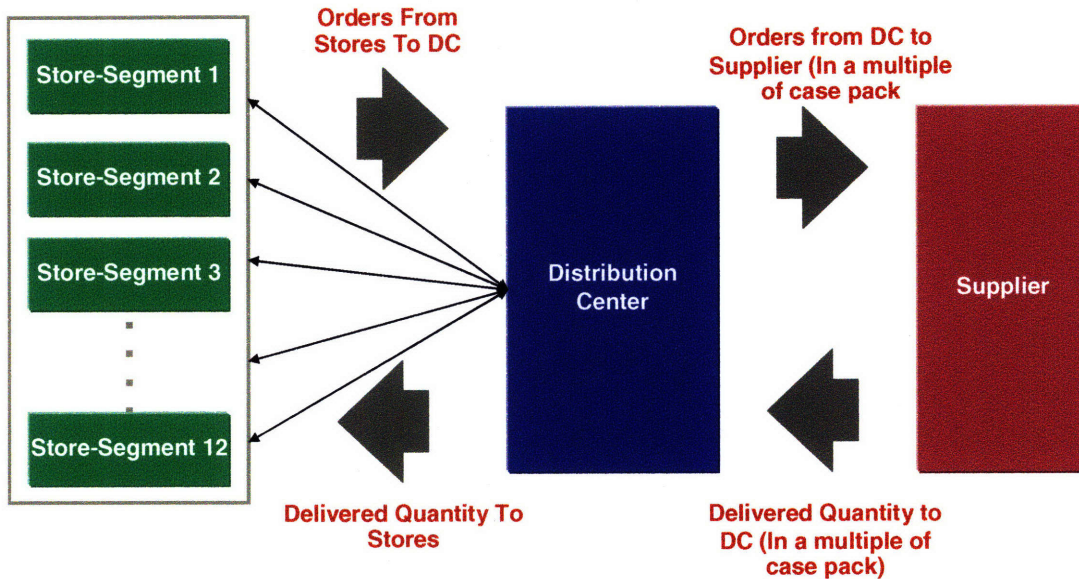 Orders From
Stores To DC
Store-Segment 1
Store-Segment 2
Store-Segment 3
Store-Segment 12
Delivered Quantity To
Stores
Distribution
Center
Orders from DC to
Supplier (In a multiple
of case pack
Supplier
Delivered Quantity to
DC (In a multiple of
case pack)